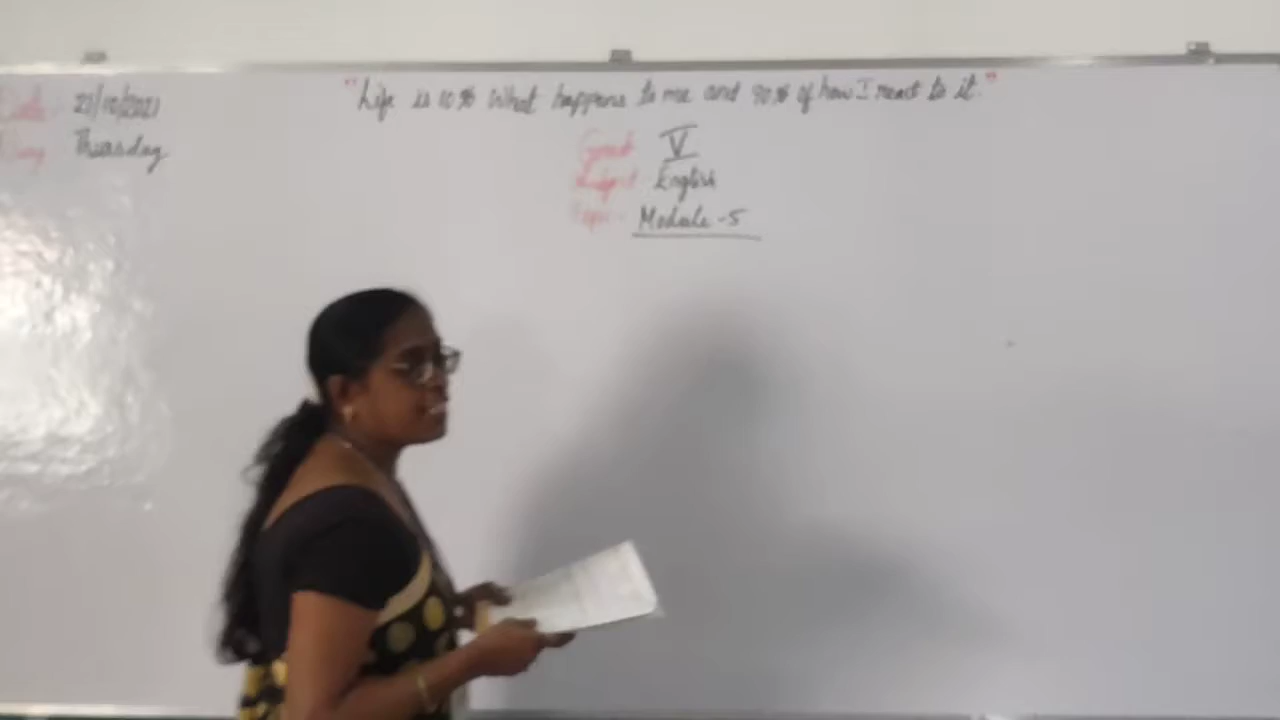 "Life is 10% What happens to me and 90% of how I react to it."
Date: 21/10/2021
Day: Thursday
Grade: V
Subject: English
Topic: Module -5